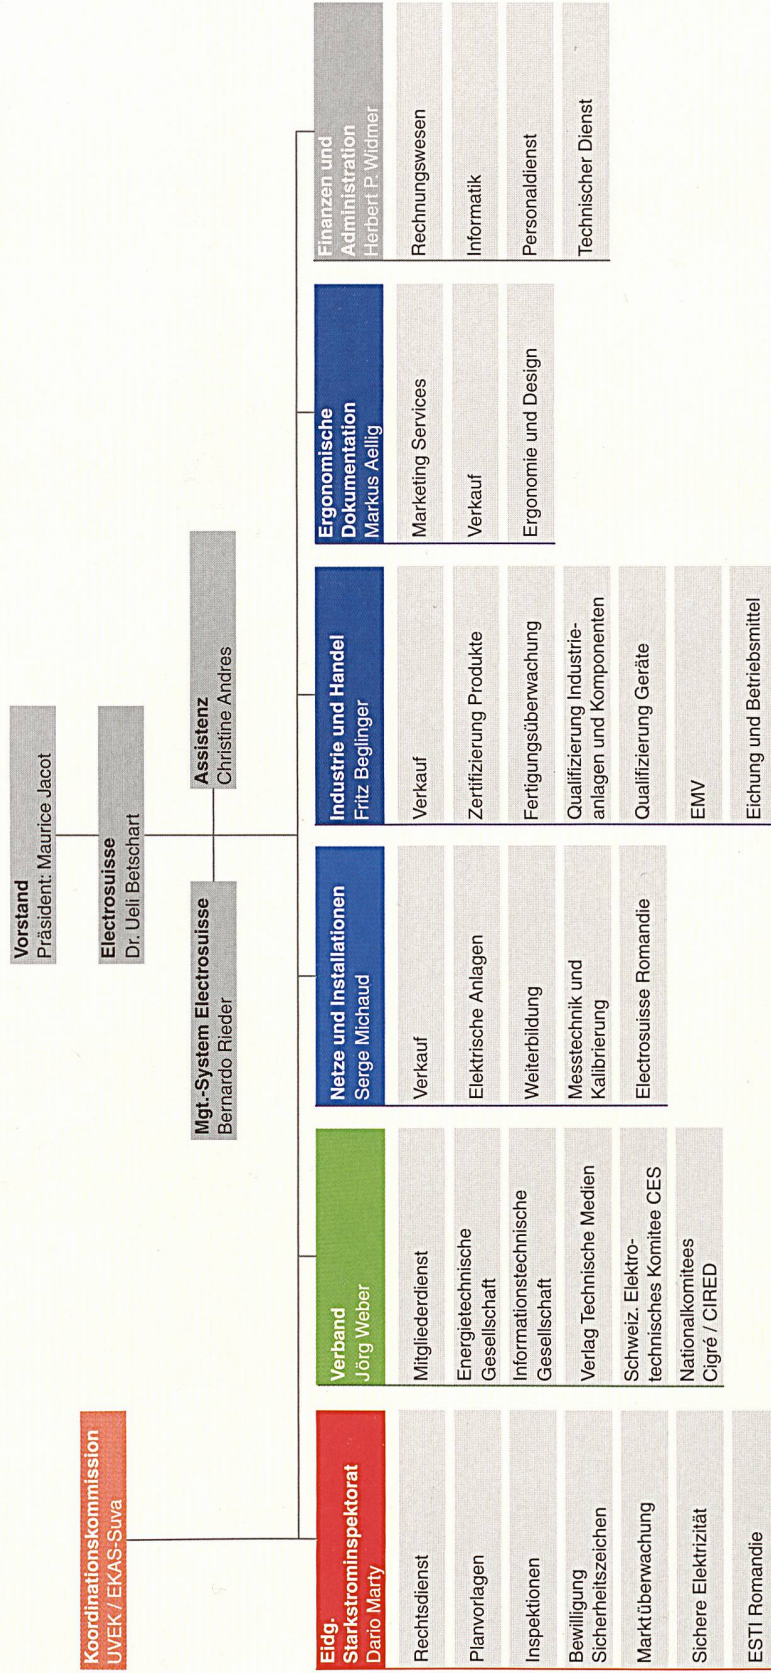 Vorstand
Präsident: Maurice Jacot
Koordinationskommission
UVEK / EKAS-Suva
Electrosuisse
Dr. Ueli Betschart
Mgt.-System Electrosuisse
Bernardo Rieder
Assistenz
Christine Andres
Eidg.
Starkstrominspektorat
Dario Marty
Rechtsdienst
Planvorlagen
Inspektionen
Bewilligung
Sicherheitszeichen
Marktüberwachung
Sichere Elektrizität
ESTI Romandie
Verband
Jörg Weber
Mitgliederdienst
Energietechnische
Gesellschaft
Informationstechnische
Gesellschaft
Verlag Technische Medien
Schweiz. Elektro-
technisches Komitee CES
Nationalkomitees
Cigré / CIRED
Netze und Installationen
Serge Michaud
Verkauf
Elektrische Anlagen
Weiterbildung
Messtechnik und
Kalibrierung
Electrosuisse Romandie
Industrie und Handel
Fritz Beglinger
Verkauf
Zertifizierung Produkte
Fertigungsüberwachung
Qualifizierung Industrie-
anlagen und Komponenten
Qualifizierung Geräte
EMV
Eichung und Betriebsmittel
Ergonomische
Dokumentation
Markus Aellig
Marketing Services
Verkauf
Ergonomie und Design
Finanzen und
Administration
Herbert P. Widmer
Rechnungswesen
Informatik
Personaldienst
Technischer Dienst